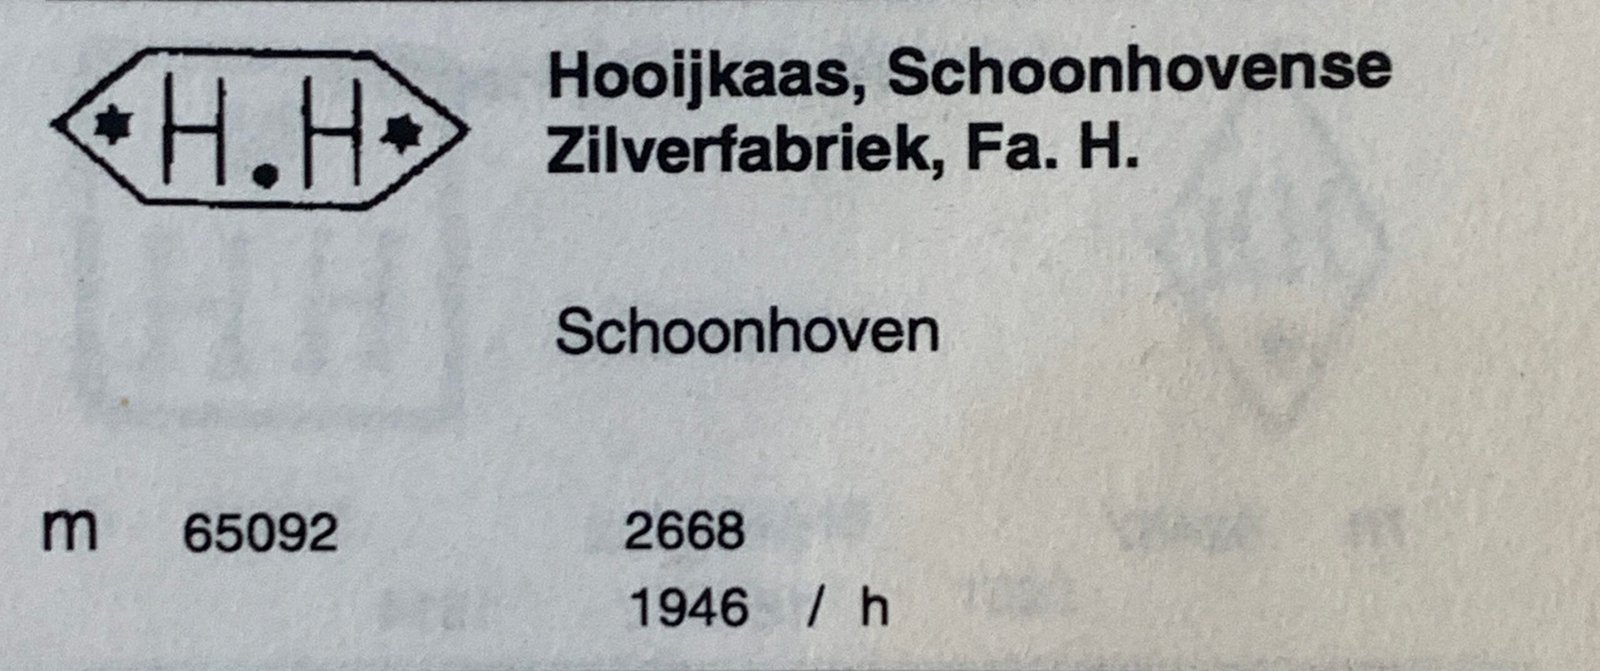 H.H
Hooijkaas, Schoonhovense
Zilverfabriek, Fa. H.
Schoonhoven
m 65092 2668
1946 / h